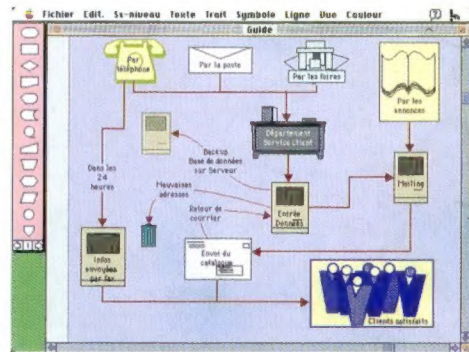 Fichier Edit. Ss-niveau Texte Trait Symbole Ligne Vue Couleur
Guide
Par
téléphone
Par la poste
Par les foires
Par les
annonces
Département
Service client
Backup
Base de données
sur Serveur
Dans les
24
heures
Mauvaises
adresses
Entrée
Données
Mailing
Retour de
courrier
Envoi du
catalogue
Infos
envoyées
par fax
Clients satisfaits